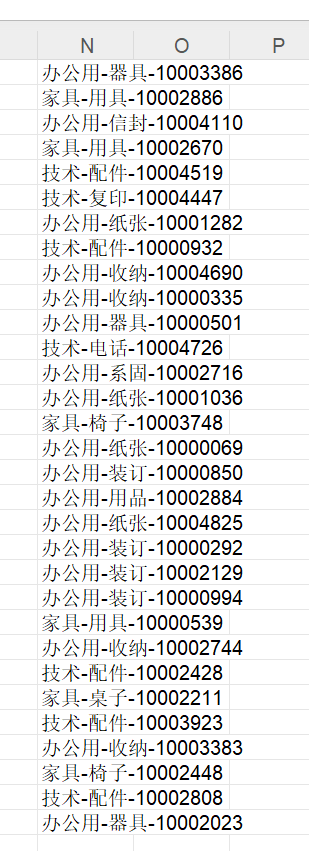 N O P
办公用-器具-10003386
家具-用具-10002886
办公用-信封-10004110
家具-用具-10002670
技术-配件-10004519
技术-复印-10004447
办公用-纸张-10001282
技术-配件-10000932
办公用-收纳-10004690
办公用-收纳-10000335
办公用-器具-10000501
技术-电话-10004726
办公用-系固-10002716
办公用-纸张-10001036
家具-椅子-10003748
办公用-纸张-10000069
办公用-装订-10000850
办公用-用品-10002884
办公用-纸张-10004825
办公用-装订-10000292
办公用-装订-10002129
办公用-装订-10000994
家具-用具-10000539
办公用-收纳-10002744
技术-配件-10002428
家具-桌子-10002211
技术-配件-10003923
办公用-收纳-10003383
家具-椅子-10002448
技术-配件-10002808
办公用-器具-10002023